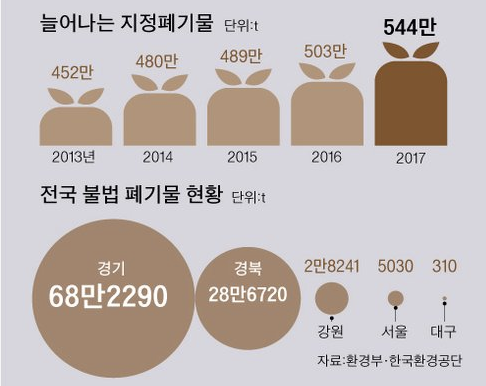 늘어나는 지정폐기물 단위:t
452만 480만 489만 503만 544만
2013년 2014 2015 2016 2017
전국 불법 폐기물 현황 단위:t
경기 경북 2만8241 5030 310
68만2290 28만6720
강원 서울 대구
자료:환경부·한국환경공단